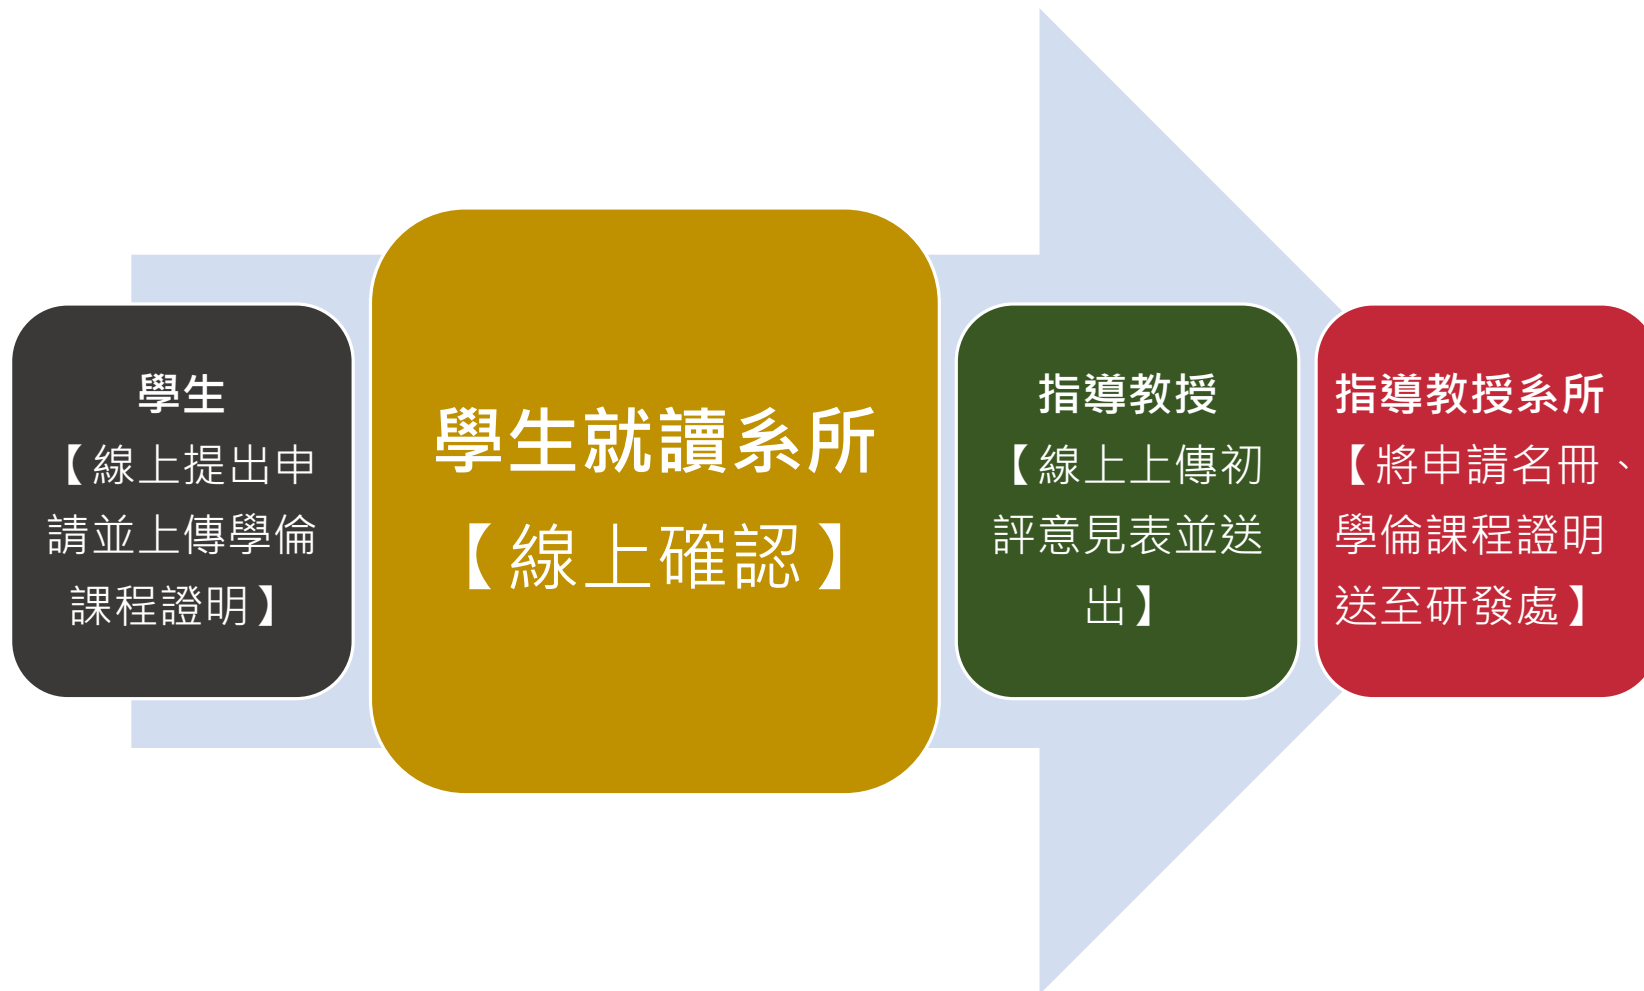 學生
【線上提出申
請並上傳學倫
課程證明】
學生就讀系所
【線上確認】
指導教授
【線上上傳初
評意見表並送
出】
指導教授系所
【將申請名冊、
學倫課程證明
送至研發處】